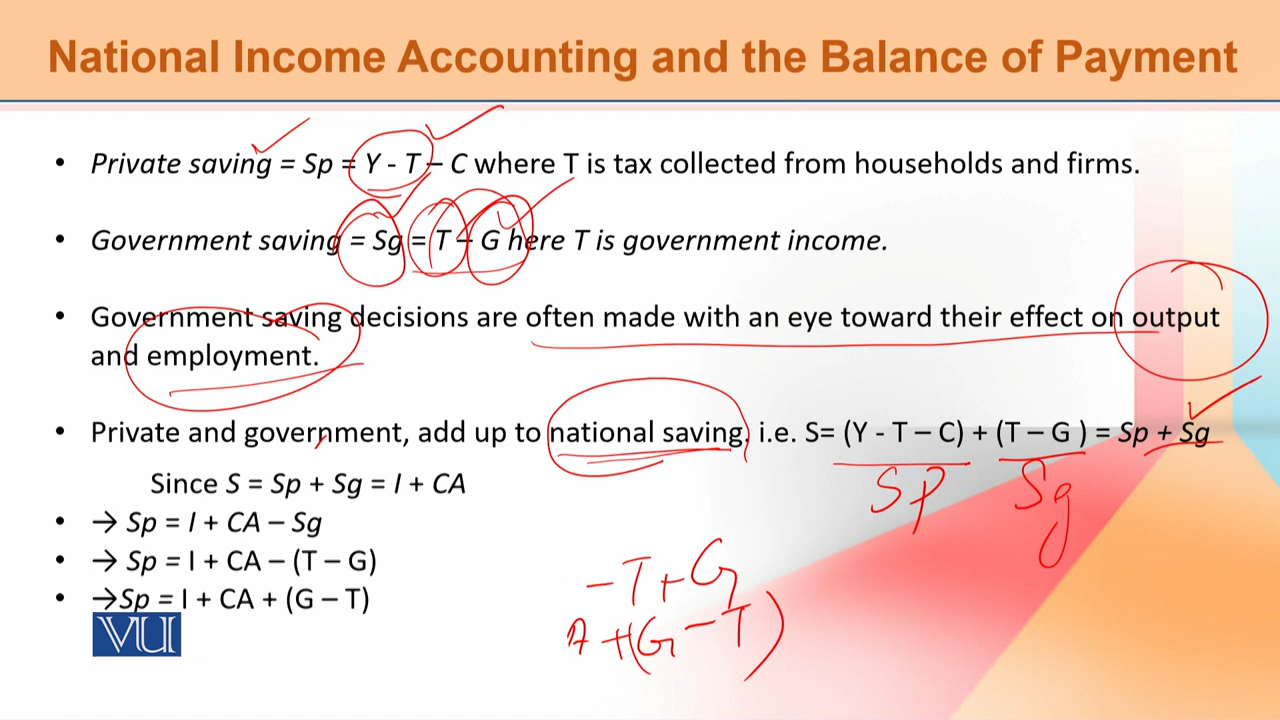 National Income Accounting and the Balance of Payment
• Private saving = Sp = Y - T – C where T is tax collected from households and firms.
• Government saving = Sg = T – G here T is government income.
• Government saving decisions are often made with an eye toward their effect on output
and employment.
• Private and government, add up to national saving, i.e. S= (Y - T – C) + (T – G ) = Sp + Sg
Sp Sg
Since S = Sp + Sg = I + CA
• → Sp = I + CA – Sg
• → Sp = I + CA – (T – G)
• →Sp = I + CA + (G – T)
–T+G
+(G – T)
VU